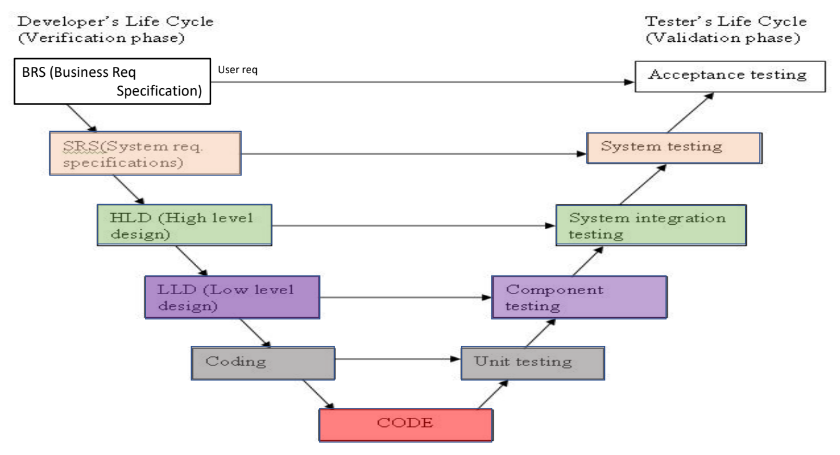 Developer's Life Cycle
(Verification phase)
Tester's Life Cycle
(Validation phase)
BRS (Business Req
Specification)
User req
Acceptance testing
SRS(System req.
specifications)
System testing
HLD (High level
design)
System integration
testing
LLD (Low level
design)
Component
testing
Coding
Unit testing
CODE